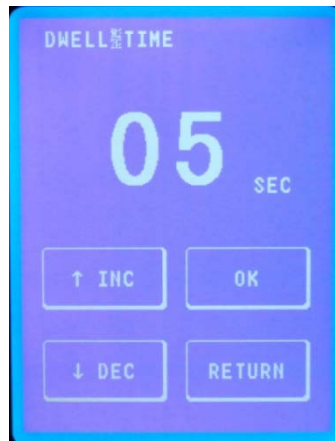 DWELL TIME
05
SEC
↑ INC
OK
↓ DEC
RETURN